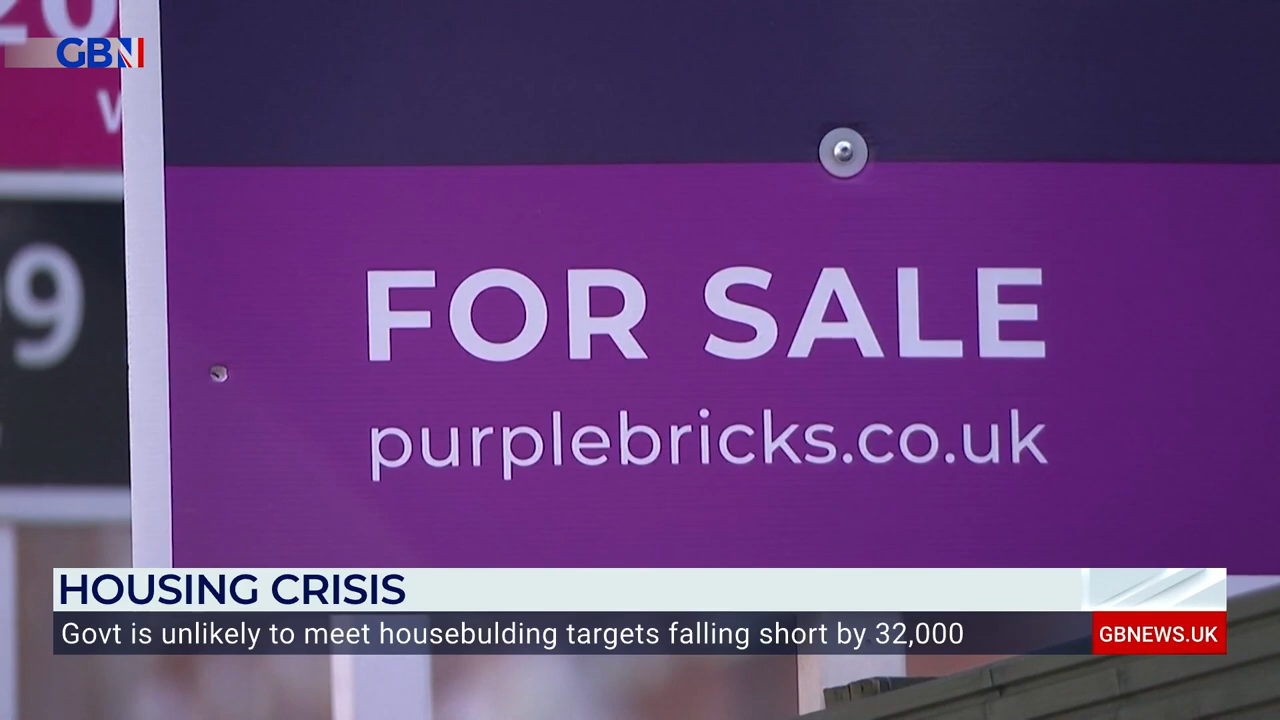 GBN
FOR SALE
purplebricks.co.uk
HOUSING CRISIS
Govt is unlikely to meet housebulding targets falling short by 32,000
GBNEWS.UK